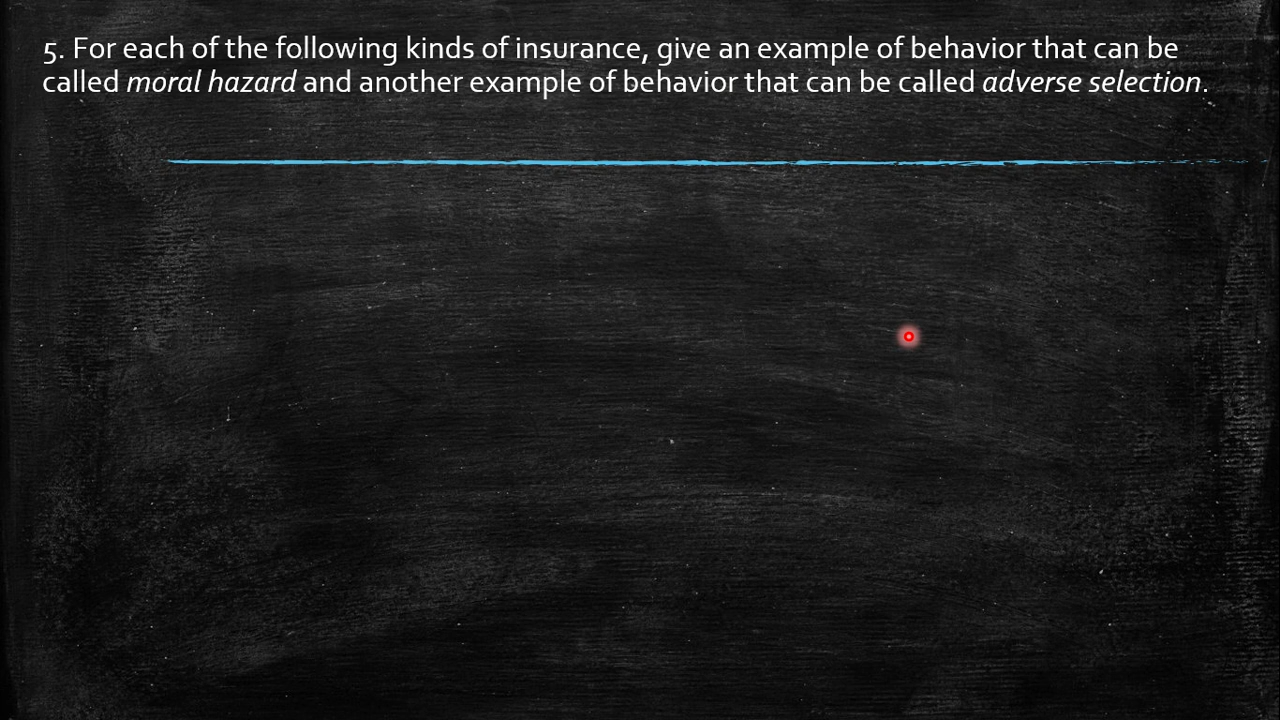 5. For each of the following kinds of insurance, give an example of behavior that can be
called moral hazard and another example of behavior that can be called adverse selection.